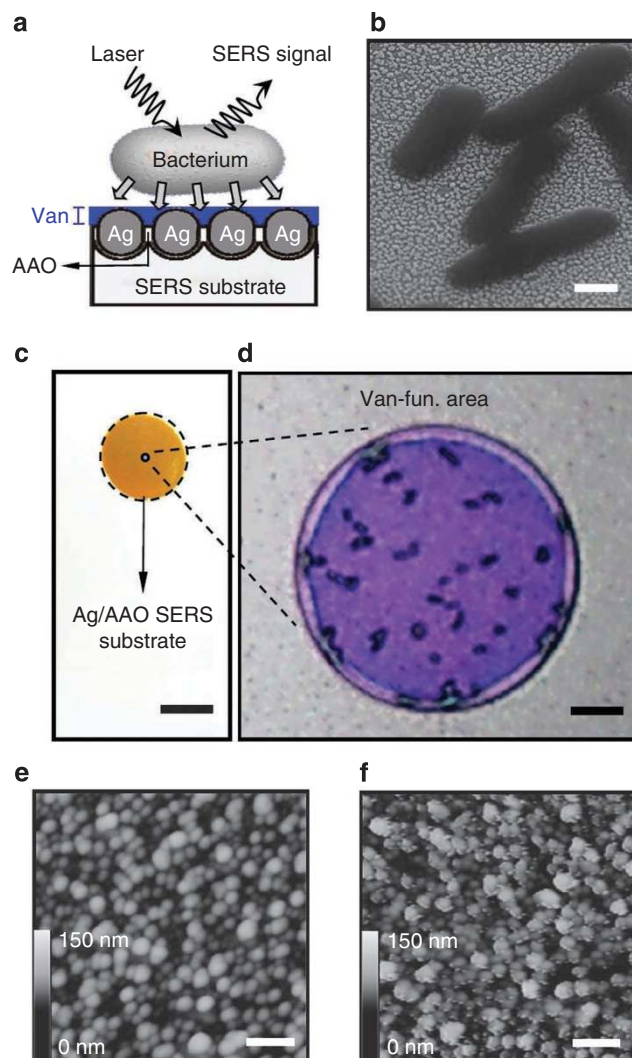 a
Laser
SERS signal
Bacterium
Van
Ag
Ag
Ag
Ag
AAO
SERS substrate
b
c
Ag/AAO SERS
substrate
d
Van-fun. area
e
150 nm
0 nm
f
150 nm
0 nm